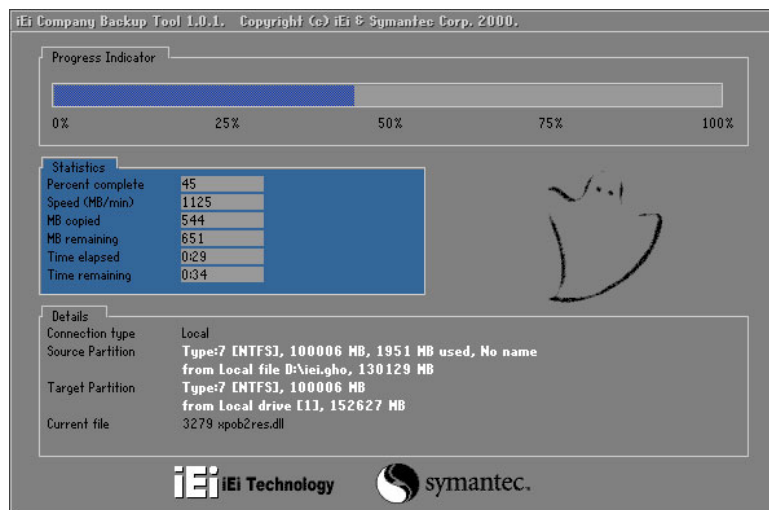 iEi Company Backup Tool 1.0.1. Copyright (c) iEi & Symantec Corp. 2000.
Progress Indicator
0% 25% 50% 75% 100%
Statistics
Percent complete 45
Speed (MB/min) 1125
MB copied 544
MB remaining 651
Time elapsed 0:29
Time remaining 0:34
Details
Connection type Local
Source Partition Type:7 [NTFS], 100006 MB, 1951 MB used, No name
from Local file D:\iei.gho, 130129 MB
Target Partition Type:7 [NTFS], 100006 MB
from Local drive [1], 152627 MB
Current file 3279 xpob2res.dll
iEi iEi Technology symantec.